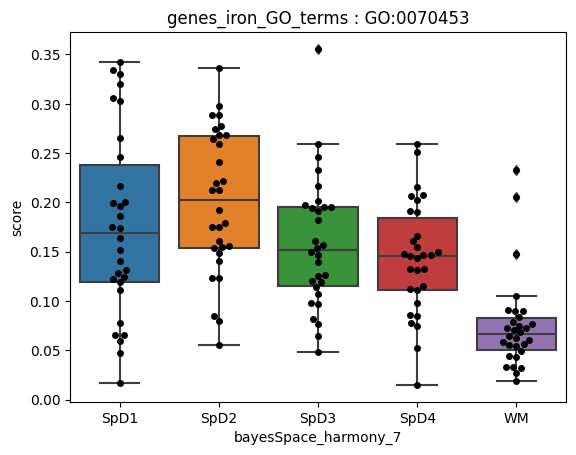 genes_iron_GO_terms : GO:0070453
0.35
0.30
0.25
0.20
0.15
0.10
0.05
0.00
score
SpD1 SpD2 SpD3 SpD4 WM
bayesSpace_harmony_7